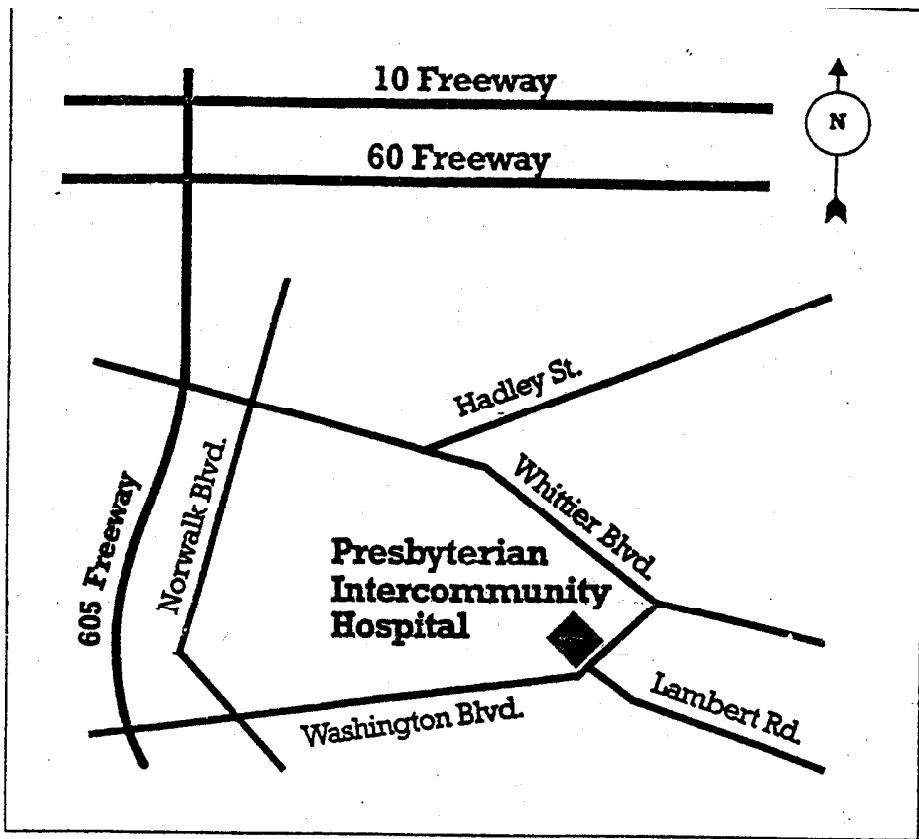 10 Freeway
N
60 Freeway
Hadley St.
Whittier Blvd.
Norwalk Blvd.
605 Freeway
Presbyterian
Intercommunity
Hospital
Lambert Rd.
Washington Blvd.